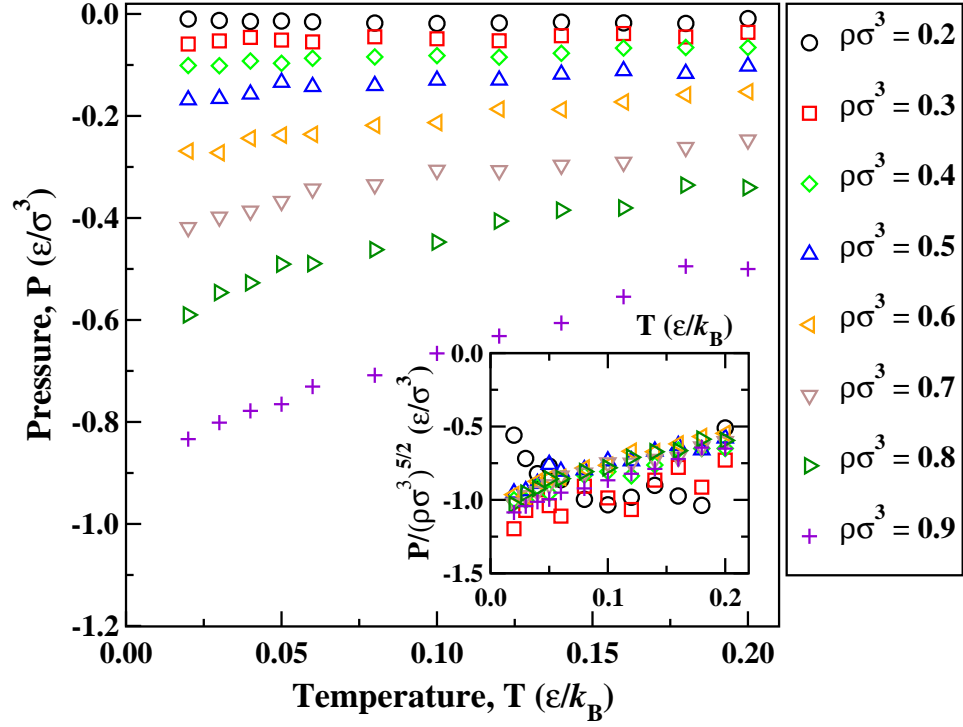 0.0
-0.2
-0.4
-0.6
-0.8
-1.0
-1.2
Pressure, P (ε/σ³)
0.00
0.05
0.10
0.15
0.20
Temperature, T (ε/k_B)
T (ε/k_B)
0.0
-0.5
-1.0
-1.5
P/(ρσ³)^5/2 (ε/σ³)
0.0
0.1
0.2
ρσ³ = 0.2
ρσ³ = 0.3
ρσ³ = 0.4
ρσ³ = 0.5
ρσ³ = 0.6
ρσ³ = 0.7
ρσ³ = 0.8
ρσ³ = 0.9